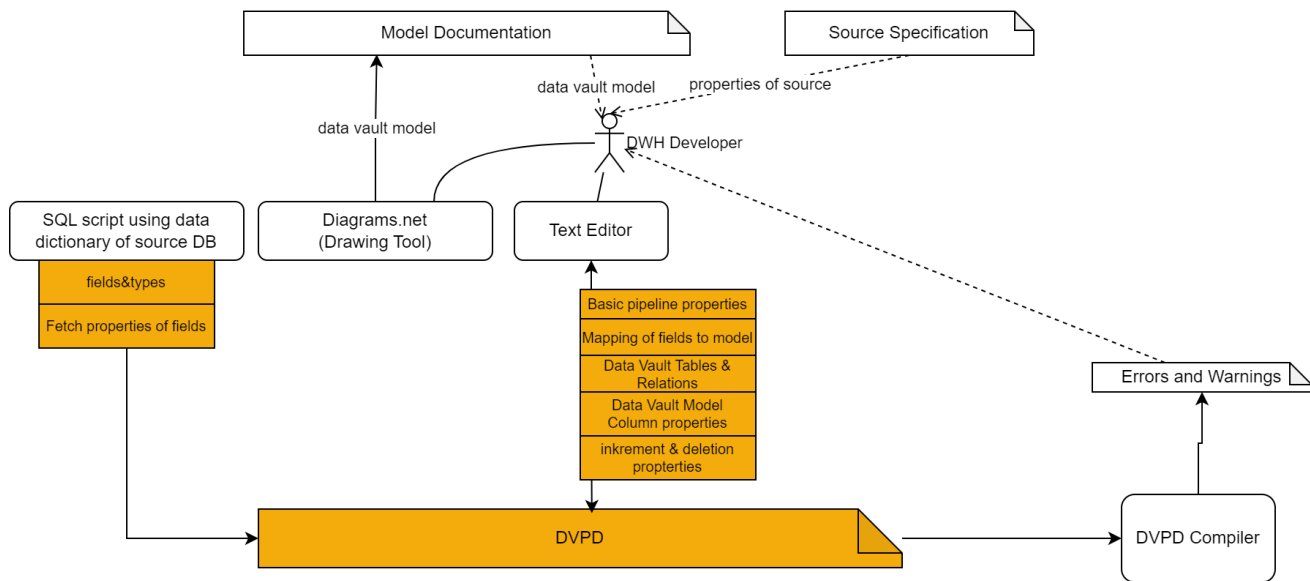 Model Documentation
Source Specification
data vault model
properties of source
data vault model
DWH Developer
SQL script using data
dictionary of source DB
Diagrams.net
(Drawing Tool)
Text Editor
fields&types
Fetch properties of fields
Basic pipeline properties
Mapping of fields to model
Data Vault Tables &
Relations
Data Vault Model
Column properties
inkrement & deletion
propterties
Errors and Warnings
DVPD
DVPD Compiler